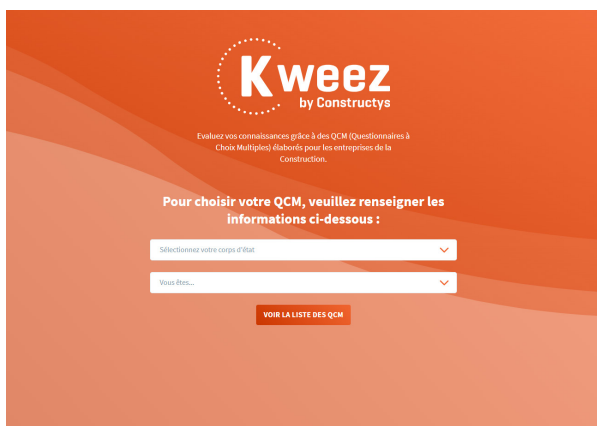 Kweez
by Constructys
Evaluez vos connaissances grâce à des QCM (Questionnaires à
Choix Multiples) élaborés pour les entreprises de la
Construction.
Pour choisir votre QCM, veuillez renseigner les
informations ci-dessous :
Sélectionnez votre corps d'état
Vous êtes...
VOIR LA LISTE DES QCM